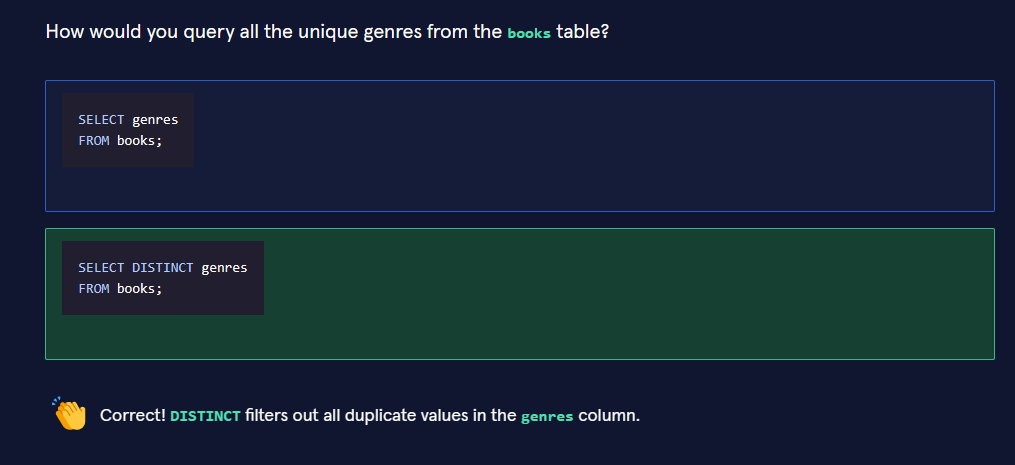 How would you query all the unique genres from the books table?
SELECT genres
FROM books;
SELECT DISTINCT genres
FROM books;
Correct! DISTINCT filters out all duplicate values in the genres column.